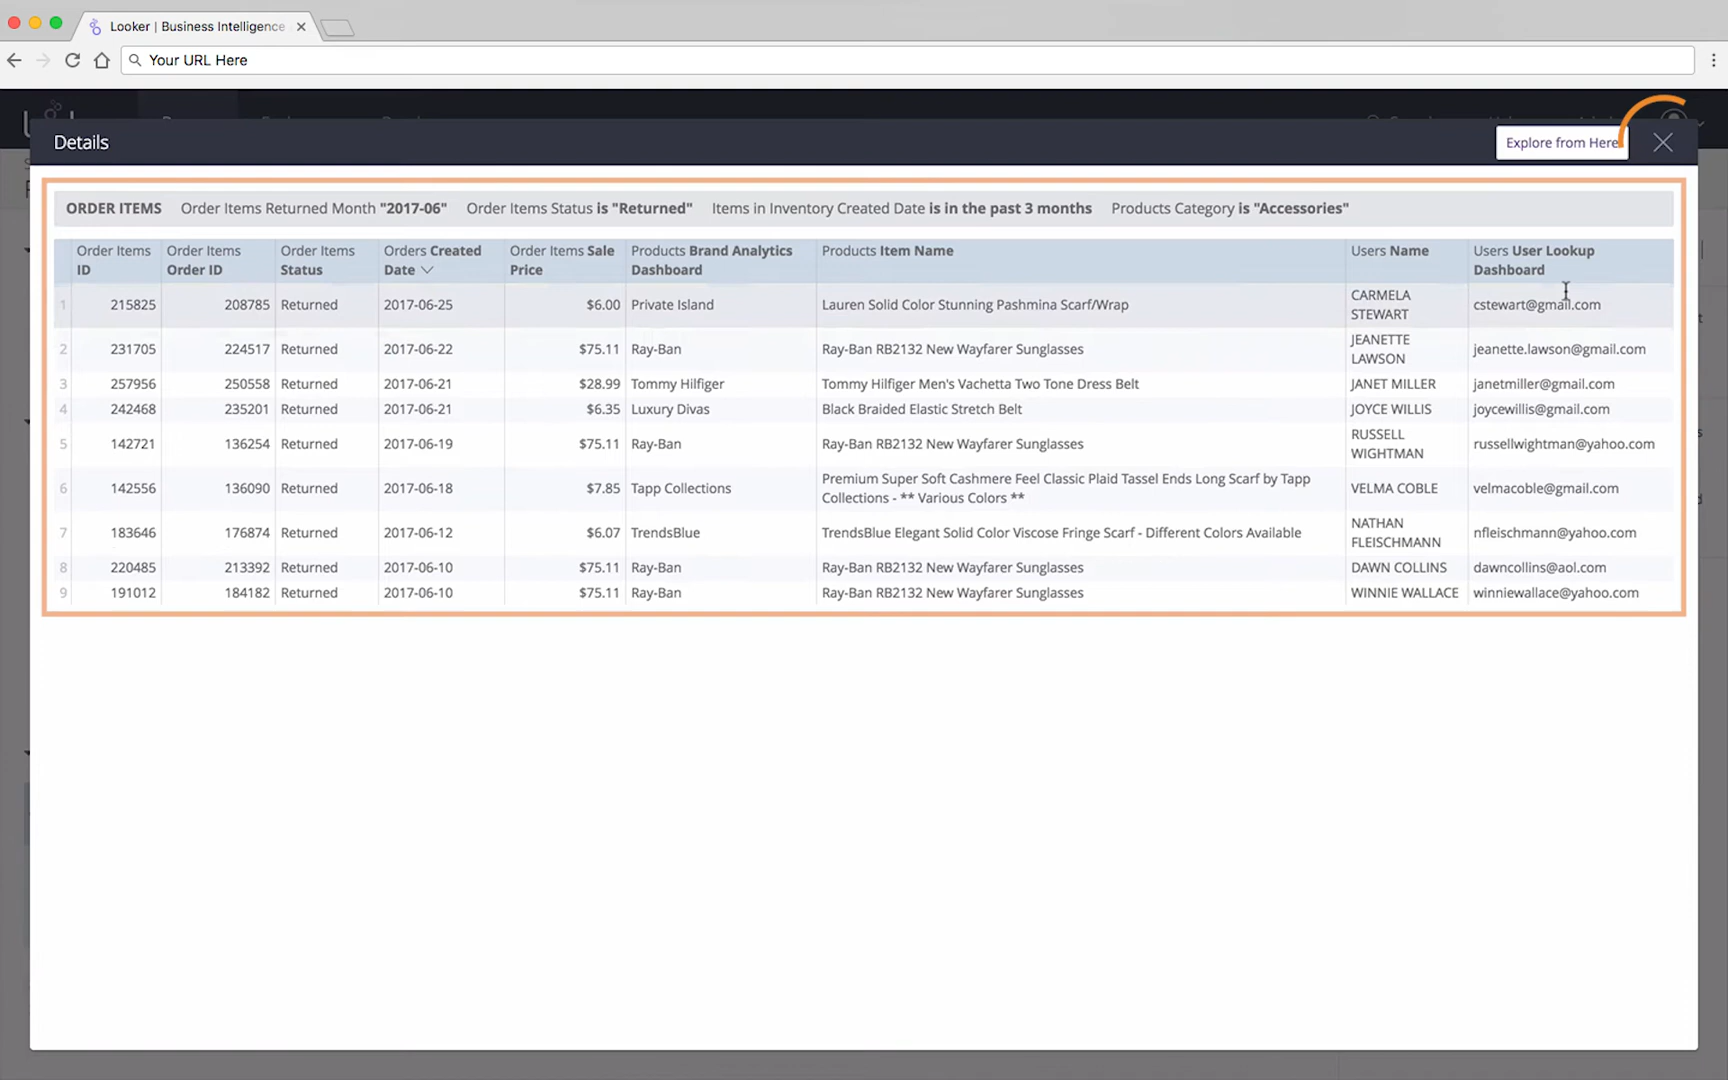 Looker | Business Intelligence
Your URL Here
Details
Explore from Here
ORDER ITEMS Order Items Returned Month "2017-06" Order Items Status is "Returned" Items in Inventory Created Date is in the past 3 months Products Category is "Accessories"
Order Items ID Order Items Order ID Order Items Status Orders Created Date Order Items Sale Price Products Brand Analytics Dashboard Products Item Name Users Name Users User Lookup Dashboard
1 215825 208785 Returned 2017-06-25 $6.00 Private Island Lauren Solid Color Stunning Pashmina Scarf/Wrap CARMELA STEWART cstewart@gmail.com
2 231705 224517 Returned 2017-06-22 $75.11 Ray-Ban Ray-Ban RB2132 New Wayfarer Sunglasses JEANETTE LAWSON jeanette.lawson@gmail.com
3 257956 250558 Returned 2017-06-21 $28.99 Tommy Hilfiger Tommy Hilfiger Men's Vachetta Two Tone Dress Belt JANET MILLER janetmiller@gmail.com
4 242468 235201 Returned 2017-06-21 $6.35 Luxury Divas Black Braided Elastic Stretch Belt JOYCE WILLIS joycewillis@gmail.com
5 142721 136254 Returned 2017-06-19 $75.11 Ray-Ban Ray-Ban RB2132 New Wayfarer Sunglasses RUSSELL WIGHTMAN russellwightman@yahoo.com
6 142556 136090 Returned 2017-06-18 $7.85 Tapp Collections Premium Super Soft Cashmere Feel Classic Plaid Tassel Ends Long Scarf by Tapp Collections - ** Various Colors ** VELMA COBLE velmacoble@gmail.com
7 183646 176874 Returned 2017-06-12 $6.07 TrendsBlue TrendsBlue Elegant Solid Color Viscose Fringe Scarf - Different Colors Available NATHAN FLEISCHMANN nfleischmann@yahoo.com
8 220485 213392 Returned 2017-06-10 $75.11 Ray-Ban Ray-Ban RB2132 New Wayfarer Sunglasses DAWN COLLINS dawncollins@aol.com
9 191012 184182 Returned 2017-06-10 $75.11 Ray-Ban Ray-Ban RB2132 New Wayfarer Sunglasses WINNIE WALLACE winniewallace@yahoo.com